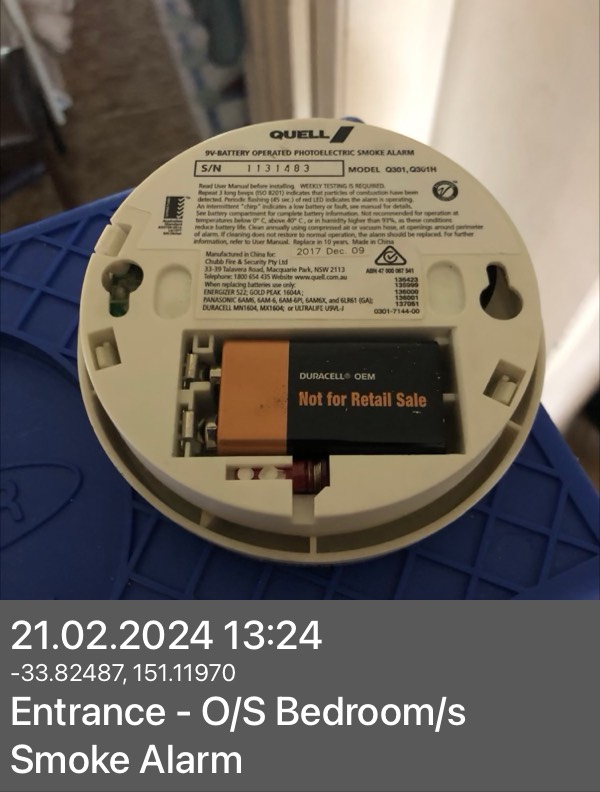 QUELL
9V-BATTERY OPERATED PHOTOELECTRIC SMOKE ALARM
S/N 1131483 MODEL Q301, Q301H
Read User Manual before installing. WEEKLY TESTING IS REQUIRED.
Repeat 3 long beeps (ISO 8201) indicates that particles of combustion have been
detected. Periodic flashing (45 sec.) of red LED indicates the alarm is operating.
An intermittent "chirp" indicates a low battery or fault, see manual for details.
See battery compartment for complete battery information. Not recommended for operation at
temperatures below 0° C, above 40° C, or in humidity higher than 93%, as these conditions
reduce battery life. Clean annually using compressed air or vacuum hose, at openings around perimeter
of alarm. If cleaning does not restore to normal operation, the alarm should be replaced. For further
information, refer to User Manual. Replace in 10 years. Made in China
2017 Dec. 09
Manufactured in China for:
Chubb Fire & Security Pty Ltd
33-39 Talavera Road, Macquarie Park, NSW 2113
Telephone: 1800 654 435 Website www.quell.com.au
ABN 47 000 067 541
When replacing batteries use only:
ENERGIZER 522; GOLD PEAK 1604A;
PANASONIC 6AM6, 6AM-6, 6AM-6PI, 6AM6X, and 6LR61 (GA);
DURACELL MN1604, MX1604; or ULTRALIFE U9VL-J
136423
135999
136000
136001
137081
0301-7144-00
DURACELL® OEM
Not for Retail Sale
21.02.2024 13:24
-33.82487, 151.11970
Entrance - O/S Bedroom/s
Smoke Alarm